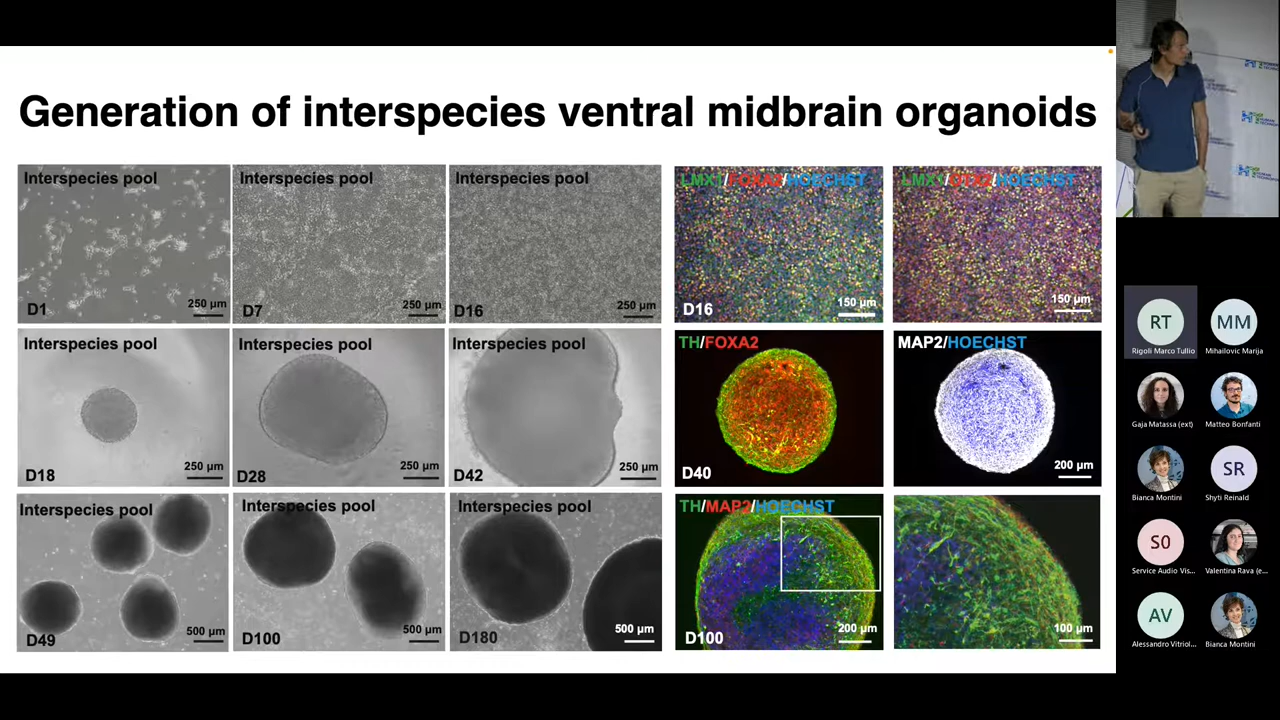 Generation of interspecies ventral midbrain organoids
Interspecies pool
D1
250 µm
Interspecies pool
D7
250 µm
Interspecies pool
D16
250 µm
LMX1/FOXA2/HOECHST
D16
150 µm
LMX1/OTX2/HOECHST
150 µm
Interspecies pool
D18
250 µm
Interspecies pool
D28
250 µm
Interspecies pool
D42
250 µm
TH/FOXA2
D40
MAP2/HOECHST
200 µm
Interspecies pool
D49
500 µm
Interspecies pool
D100
500 µm
Interspecies pool
D180
500 µm
TH/MAP2/HOECHST
D100
200 µm
100 µm
RT
Rigoli Marco Tullio
MM
Mihailovic Marija
Gaja Matassa (ext)
Matteo Bonfanti
Bianca Montini
SR
Shyti Reinald
S0
Service Audio Vis...
Valentina Rava (e...
AV
Alessandro Vitriol...
Bianca Montini